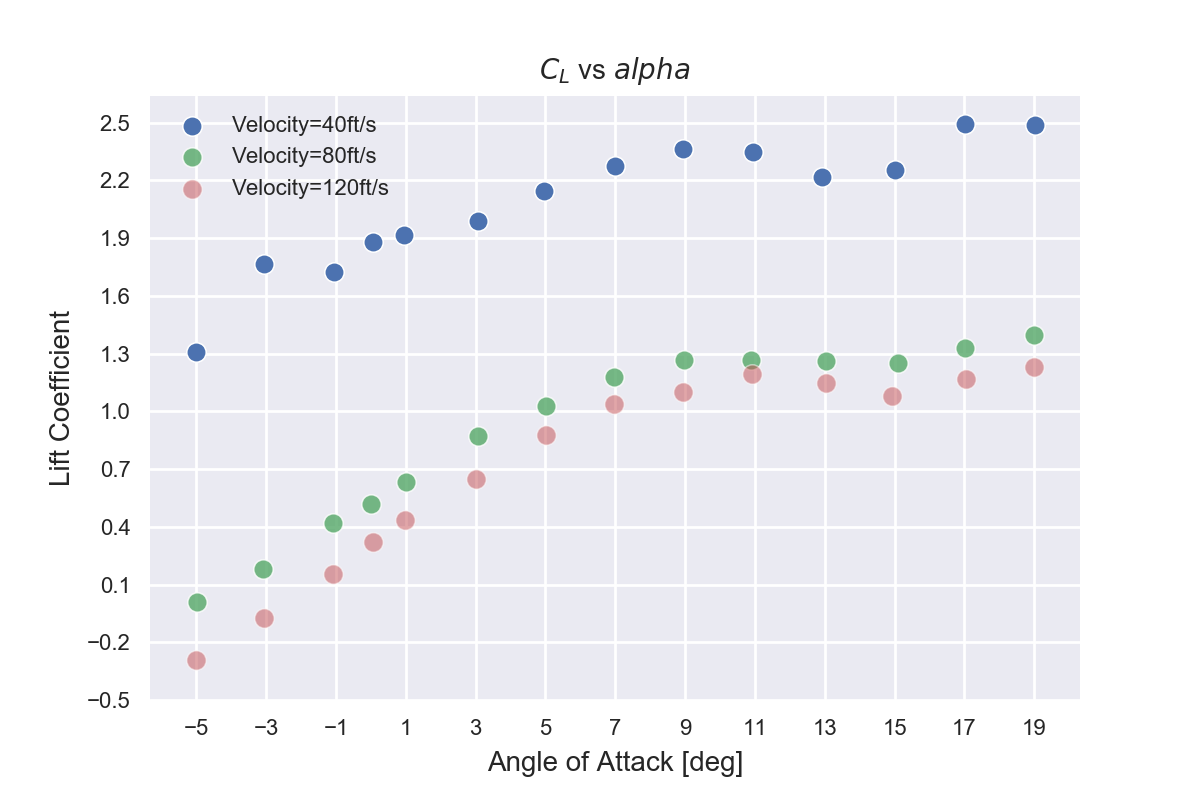 C_L vs alpha
Velocity=40ft/s
Velocity=80ft/s
Velocity=120ft/s
Lift Coefficient
2.5
2.2
1.9
1.6
1.3
1.0
0.7
0.4
0.1
−0.2
−0.5
−5 −3 −1 1 3 5 7 9 11 13 15 17 19
Angle of Attack [deg]